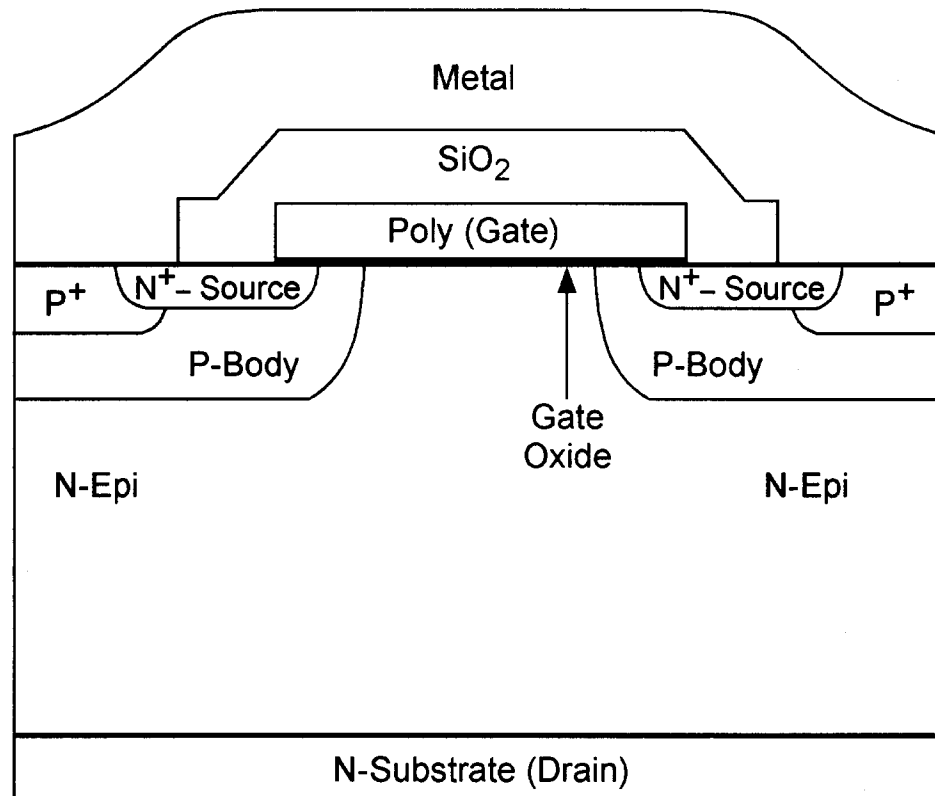 Metal
SiO₂
Poly (Gate)
N⁺– Source
N⁺– Source
P⁺
P⁺
P-Body
P-Body
Gate
Oxide
N-Epi
N-Epi
N-Substrate (Drain)